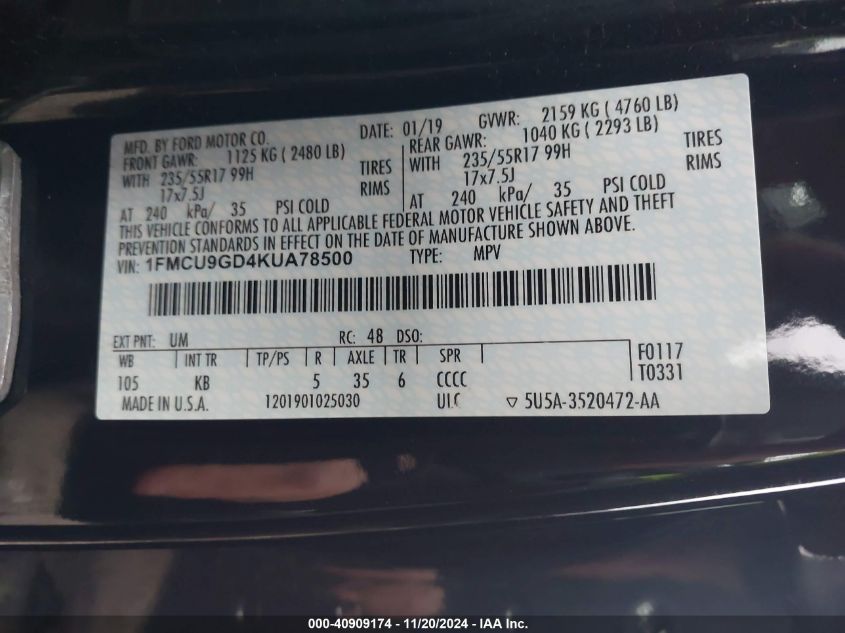 MFD. BY FORD MOTOR CO. DATE: 01/19 GVWR: 2159 KG ( 4760 LB)
FRONT GAWR: 1125 KG ( 2480 LB) REAR GAWR: 1040 KG ( 2293 LB)
WITH 235/55R17 99H TIRES WITH 235/55R17 99H TIRES
17x7.5J RIMS 17x7.5J RIMS
AT 240 kPa/ 35 PSI COLD AT 240 kPa/ 35 PSI COLD
THIS VEHICLE CONFORMS TO ALL APPLICABLE FEDERAL MOTOR VEHICLE SAFETY AND THEFT
PREVENTION STANDARDS IN EFFECT ON THE DATE OF MANUFACTURE SHOWN ABOVE.
VIN: 1FMCU9GD4KUA78500 TYPE: MPV
EXT PNT: UM RC: 48 DSO:
WB INT TR TP/PS R AXLE TR SPR F0117
105 KB 5 35 6 CCCC T0331
MADE IN U.S.A. 1201901025030 ▽ 5U5A-3520472-AA
000-40909174 - 11/20/2024 - IAA Inc.